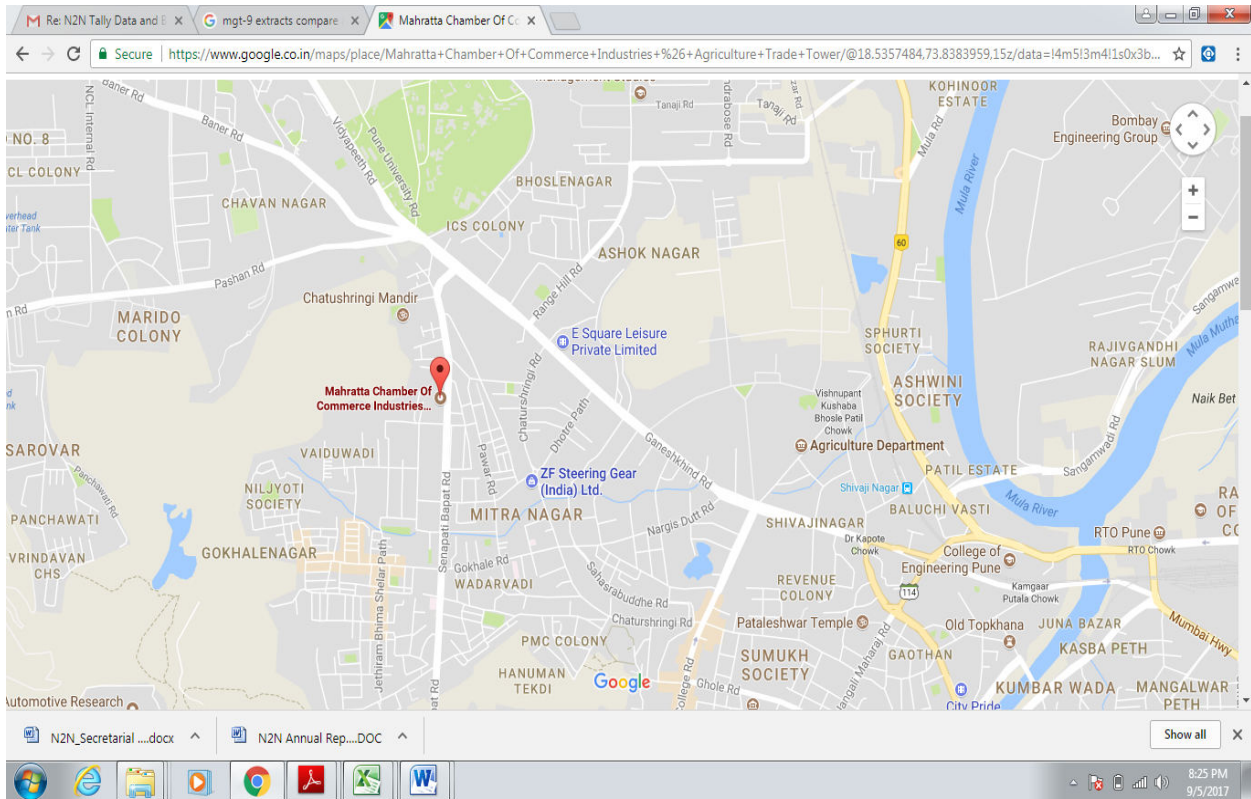 Re: N2N Tally Data and E
mgt-9 extracts compare
Mahratta Chamber Of Co
Secure
https://www.google.co.in/maps/place/Mahratta+Chamber+Of+Commerce+Industries+%26+Agriculture+Trade+Tower/@18.5357484,73.8383959,15z/data=!4m5!3m4!1s0x3b...
Baner Rd
NCL Internal Rd
Baner Rd
Vidyapeeth Rd
Pune University Rd
Tanaji Rd
KOHINOOR
ESTATE
Bombay
Engineering Group
Mula Rd
Mula River
NO. 8
COLONY
CHAVAN NAGAR
BHOSLENAGAR
ICS COLONY
ASHOK NAGAR
60
Pashan Rd
Range Hill Rd
Chatushringi Mandir
MARIDO
COLONY
E Square Leisure
Private Limited
SPHURTI
SOCIETY
RAJIVGANDHI
NAGAR SLUM
Mula Mutha
Mahratta Chamber Of
Commerce Industries...
Chaturshringi Rd
Dhotre Path
Vishnupant
Kushaba
Bhosle Patil
Chowk
ASHWINI
SOCIETY
Naik Bet
Agriculture Department
Ganeshkhind Rd
VAIDUWADI
Pawar Rd
Panchawati Rd
ZF Steering Gear
(India) Ltd.
PATIL ESTATE
Sangamwadi Rd
Shivaji Nagar
NILJYOTI
SOCIETY
Senapati Bapat Rd
MITRA NAGAR
Nargis Dutt Rd
SHIVAJINAGAR
BALUCHI VASTI
Mula River
PANCHAWATI
RTO Pune
RTO Chowk
Dr Kapote
Chowk
College of
Engineering Pune
VRINDAVAN
CHS
GOKHALENAGAR
Gokhale Rd
WADARVADI
Sahasrabuddhe Rd
REVENUE
COLONY
114
Kamgaar
Putala Chowk
Jethiram Bhima Shelar Path
Chaturshringi Rd
Pataleshwar Temple
Old Topkhana
JUNA BAZAR
Mumbai Hwy
PMC COLONY
SUMUKH
SOCIETY
GAOTHAN
KASBA PETH
HANUMAN
TEKDI
Google
Ghole Rd
KUMBAR WADA
MANGALWAR
PETH
Automotive Research
City Pride
N2N_Secretarial ....docx
N2N Annual Rep....DOC
Show all
8:25 PM
9/5/2017